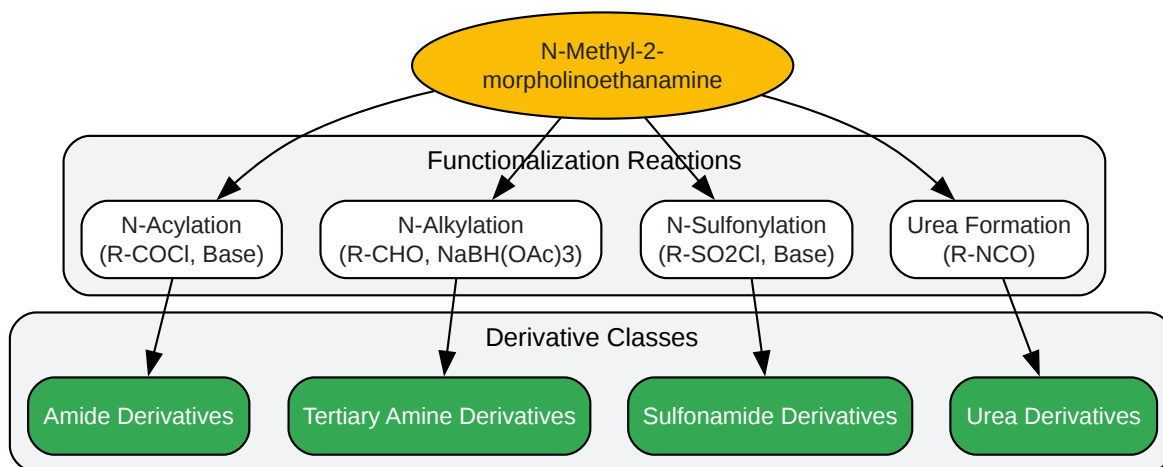 N-Methyl-2-
morpholinoethanamine
Functionalization Reactions
N-Acylation
(R-COCl, Base)
N-Alkylation
(R-CHO, NaBH(OAc)3)
N-Sulfonylation
(R-SO2Cl, Base)
Urea Formation
(R-NCO)
Derivative Classes
Amide Derivatives
Tertiary Amine Derivatives
Sulfonamide Derivatives
Urea Derivatives